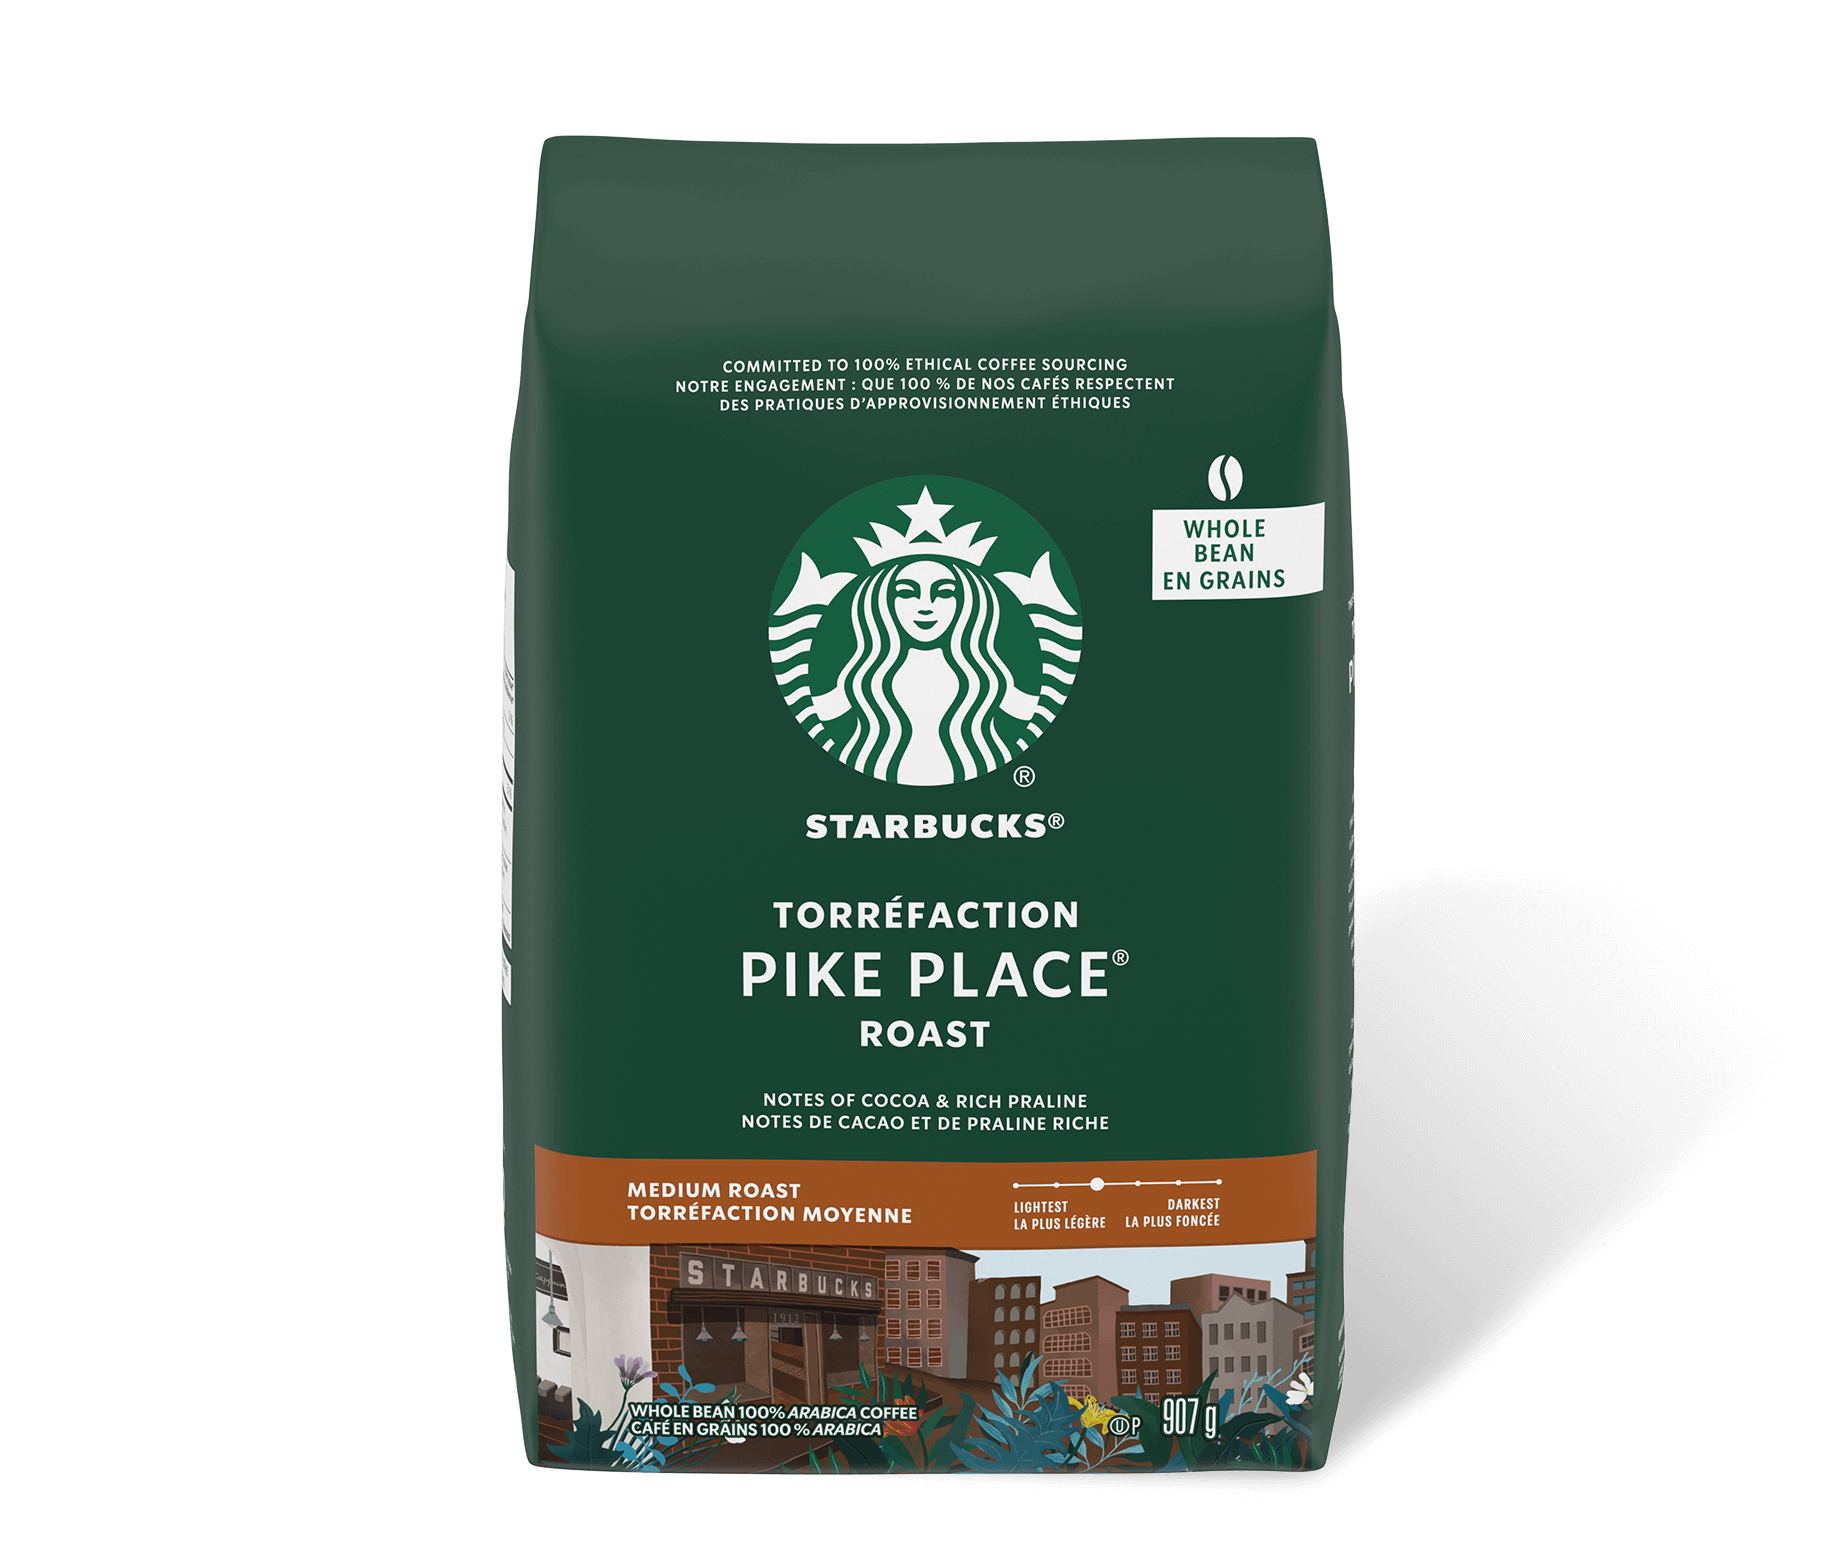 COMMITTED TO 100% ETHICAL COFFEE SOURCING
NOTRE ENGAGEMENT : QUE 100 % DE NOS CAFÉS RESPECTENT
DES PRATIQUES D'APPROVISIONNEMENT ÉTHIQUES
WHOLE
BEAN
EN GRAINS
®
STARBUCKS®
TORRÉFACTION
PIKE PLACE®
ROAST
NOTES OF COCOA & RICH PRALINE
NOTES DE CACAO ET DE PRALINE RICHE
MEDIUM ROAST
TORRÉFACTION MOYENNE
LIGHTEST
LA PLUS LÉGÈRE
DARKEST
LA PLUS FONCÉE
STARBUCKS
1912
WHOLE BEAN 100% ARABICA COFFEE
CAFÉ EN GRAINS 100 % ARABICA
Ⓤ P
907 g